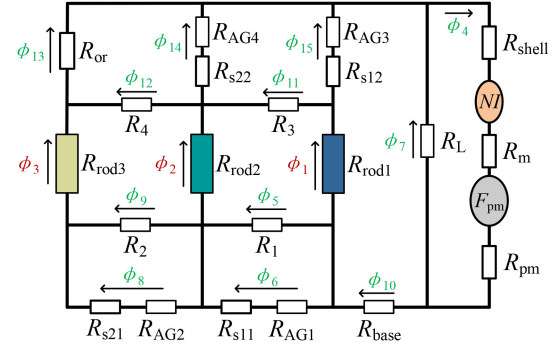 ϕ4
ϕ13
Ror
ϕ14
RAG4
ϕ15
RAG3
Rshell
Rs22
Rs12
ϕ12
ϕ11
NI
R4
R3
ϕ7
RL
Rm
ϕ3
Rrod3
ϕ2
Rrod2
ϕ1
Rrod1
ϕ9
ϕ5
Fpm
R2
R1
Rpm
ϕ8
ϕ6
ϕ10
Rs21
RAG2
Rs11
RAG1
Rbase